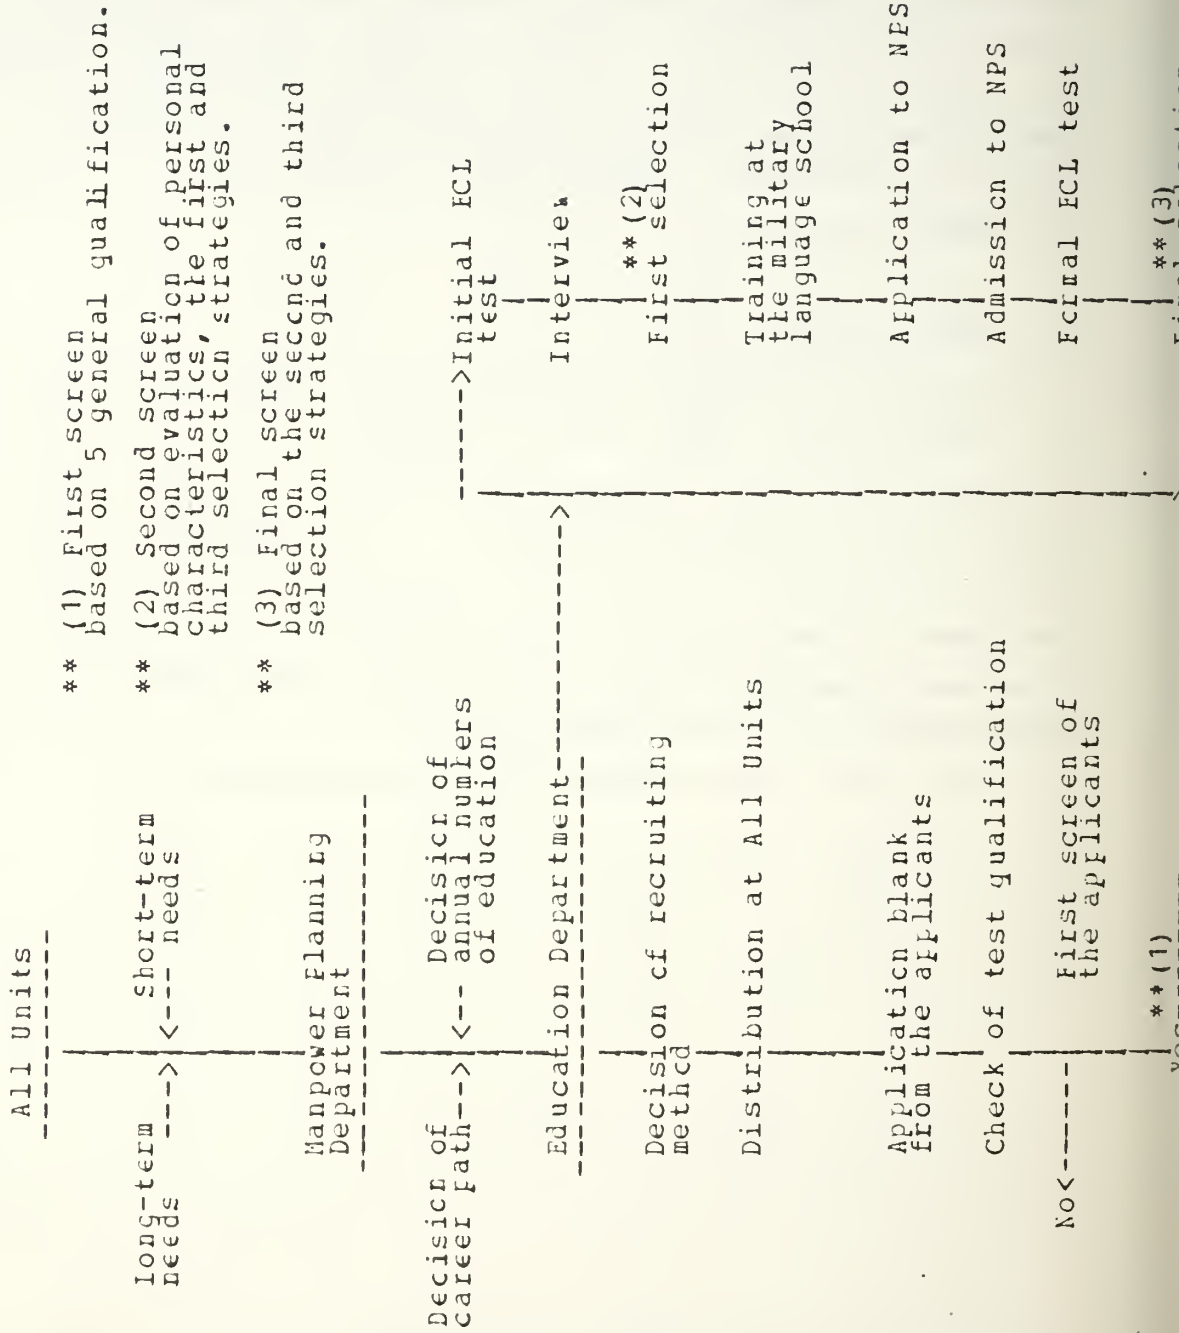 All Units
long-term
needs ----> <--- short-term
needs
Manpower Planning
Department
Decision of
career path--> <-- Decision of
annual numbers
of education
Education Department-------------->
Decision of recruiting
method
Distribution at All Units
Application blank
from the applicants
Check of test qualification
No<------ First screen of
the applicants
**(1)
** (1) First screen
based on 5 general qualification.
** (2) Second screen
based on evaluation of personal
characteristics, the first and
third selection strategies.
** (3) Final screen
based on the second and third
selection strategies.
------>Initial ECL
test
Interview
**(2)
First selection
Training at
the military
language school
Application to NPS
Admission to NPS
Formal ECL test
**(3)